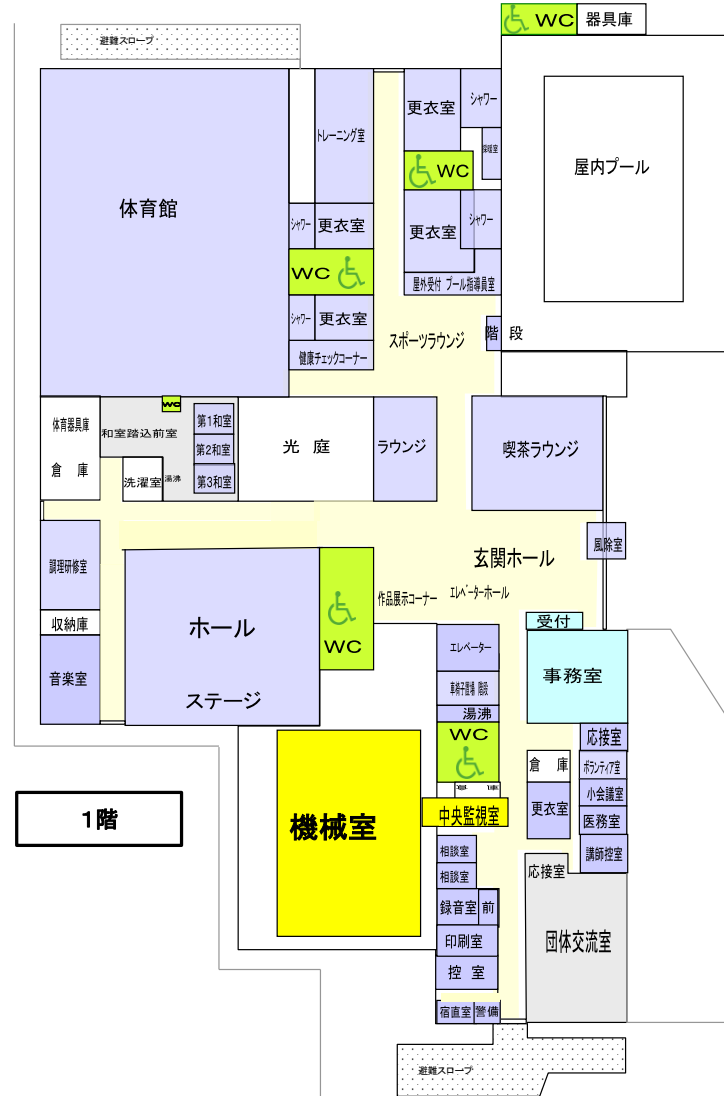 WC
器具庫
避難スロープ
更衣室
シャワー
トレーニング室
屋内プール
WC
体育館
シャワー
更衣室
更衣室
シャワー
WC
屋外受付 プール指導員室
シャワー
更衣室
スポーツラウンジ
階 段
健康チェックコーナー
WC
体育器具庫
倉 庫
和室踏込前室
第1和室
第2和室
第3和室
洗濯室
湯沸
光 庭
ラウンジ
喫茶ラウンジ
玄関ホール
風除室
調理研修室
収納庫
音楽室
ホール
ステージ
WC
作品展示コーナー
エレベーターホール
受付
事務室
エレベーター
車椅子置場 階段
湯沸
WC
応接室
ボランティア室
小会議室
医務室
講師控室
倉 庫
更衣室
機械室
中央監視室
1階
相談室
相談室
録音室
前
印刷室
控 室
宿直室
警備
応接室
団体交流室
避難スロープ